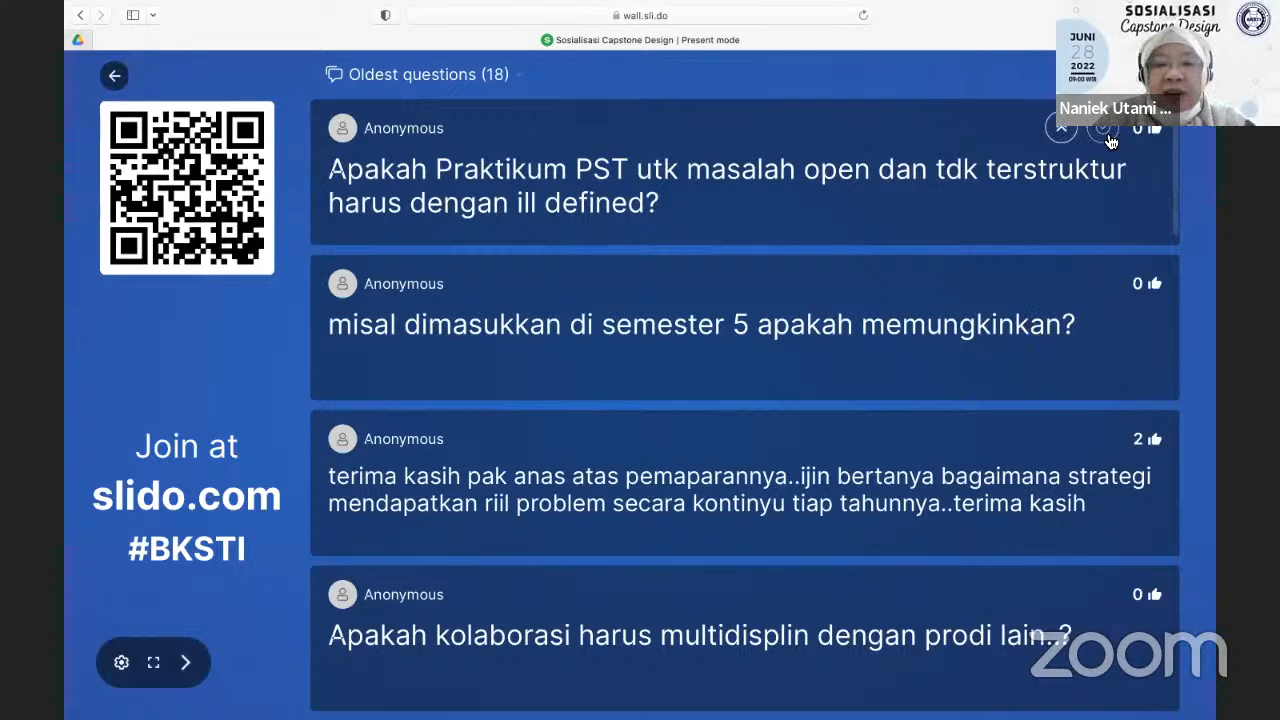 wall.sli.do
Sosialisasi Capstone Design | Present mode
SOSIALISASI
Capstone Design
JUNI
28
2022
09:00 WIB
Naniek Utami ...
Oldest questions (18)
Anonymous
0
Apakah Praktikum PST utk masalah open dan tdk terstruktur
harus dengan ill defined?
Anonymous
0
misal dimasukkan di semester 5 apakah memungkinkan?
Anonymous
2
terima kasih pak anas atas pemaparannya..ijin bertanya bagaimana strategi
mendapatkan riil problem secara kontinyu tiap tahunnya..terima kasih
Anonymous
0
Apakah kolaborasi harus multidisplin dengan prodi lain..?
Join at
slido.com
#BKSTI
zoom